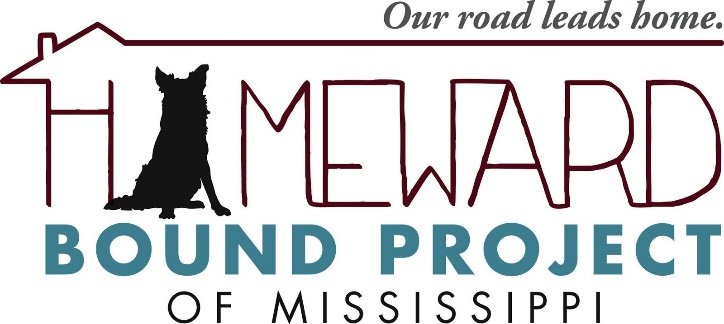 Our road leads home.
HOMEWARD
BOUND PROJECT
OF MISSISSIPPI